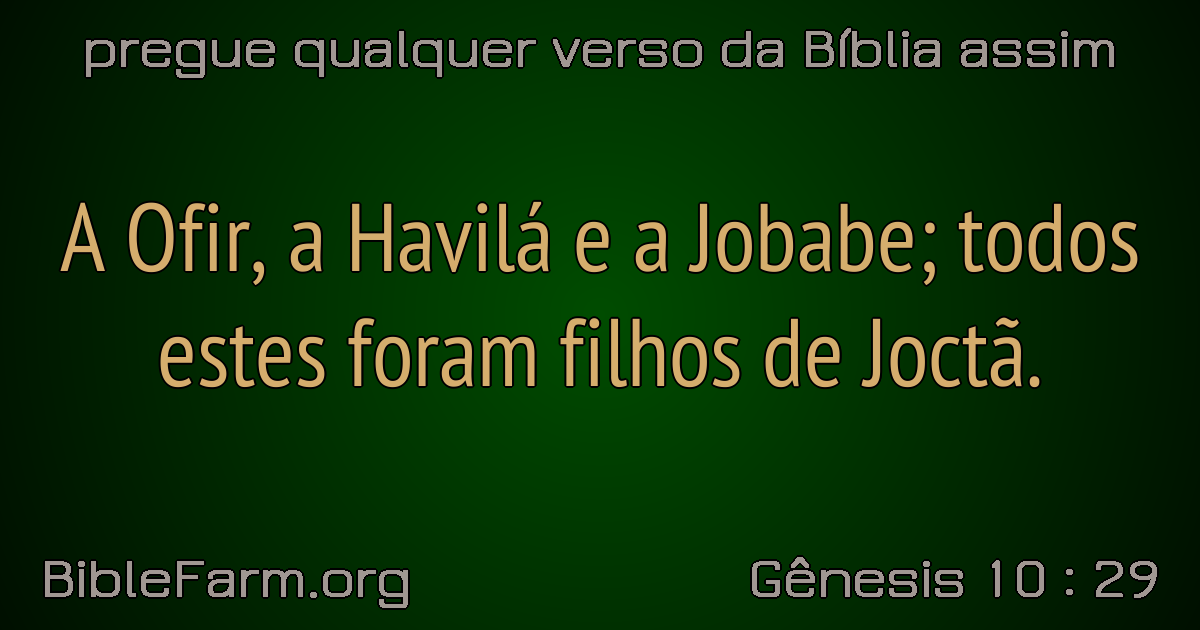 pregue qualquer verso da Bíblia assim
A Ofir, a Havilá e a Jobabe; todos
estes foram filhos de Joctã.
BibleFarm.org
Gênesis 10 : 29